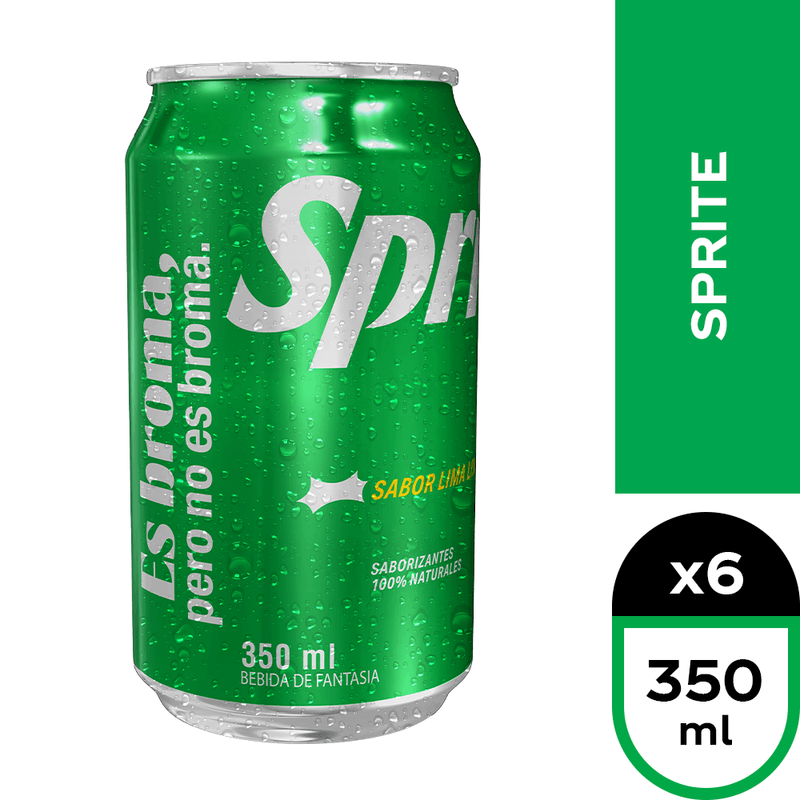 Es broma,
pero no es broma.
Spr
SABOR LIMA
SABORIZANTES
100% NATURALES
350 ml
BEBIDA DE FANTASIA
SPRITE
x6
350
ml